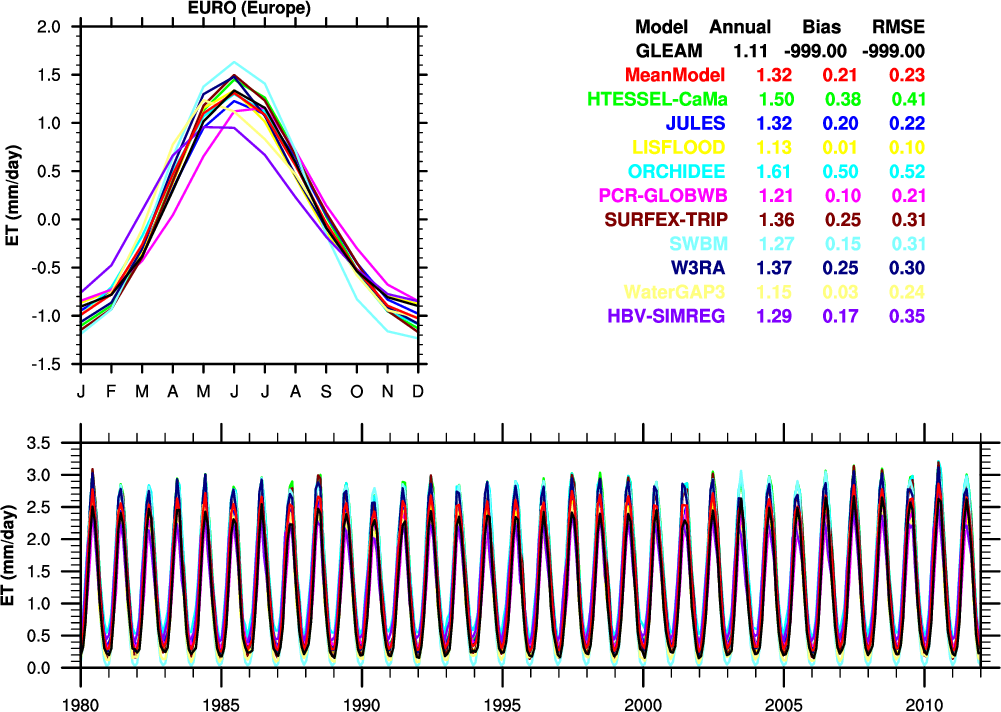 EURO (Europe)
ET (mm/day)
2.0
1.5
1.0
0.5
0.0
-0.5
-1.0
-1.5
J F M A M J J A S O N D
Model Annual Bias RMSE
GLEAM 1.11 -999.00 -999.00
MeanModel 1.32 0.21 0.23
HTESSEL-CaMa 1.50 0.38 0.41
JULES 1.32 0.20 0.22
LISFLOOD 1.13 0.01 0.10
ORCHIDEE 1.61 0.50 0.52
PCR-GLOBWB 1.21 0.10 0.21
SURFEX-TRIP 1.36 0.25 0.31
SWBM 1.27 0.15 0.31
W3RA 1.37 0.25 0.30
WaterGAP3 1.15 0.03 0.24
HBV-SIMREG 1.29 0.17 0.35
ET (mm/day)
3.5
3.0
2.5
2.0
1.5
1.0
0.5
0.0
1980 1985 1990 1995 2000 2005 2010